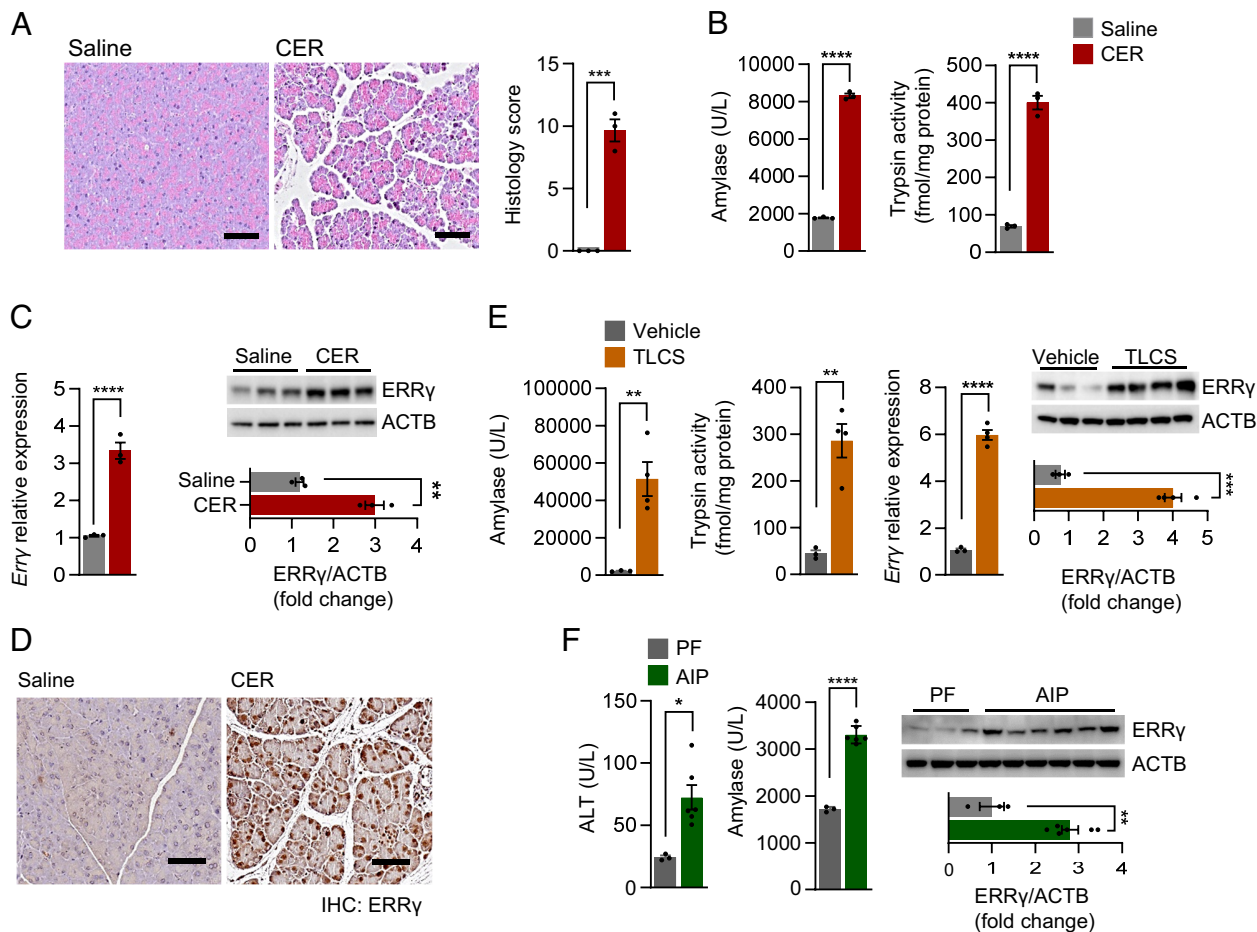 A
Saline
CER
Histology score
15
10
5
0
***
B
Saline
CER
Amylase (U/L)
10000
8000
6000
4000
2000
0
****
Trypsin activity
(fmol/mg protein)
500
400
300
200
100
0
****
C
Errγ relative expression
5
4
3
2
1
0
****
Saline
CER
ERRγ
ACTB
Saline
CER
**
0 1 2 3 4
ERRγ/ACTB
(fold change)
D
Saline
CER
IHC: ERRγ
E
Vehicle
TLCS
Amylase (U/L)
100000
80000
60000
40000
20000
0
**
Trypsin activity
(fmol/mg protein)
400
300
200
100
0
**
Errγ relative expression
8
6
4
2
0
****
Vehicle
TLCS
ERRγ
ACTB
***
0 1 2 3 4 5
ERRγ/ACTB
(fold change)
F
PF
AIP
ALT (U/L)
150
100
50
0
*
Amylase (U/L)
4000
3000
2000
1000
0
****
PF
AIP
ERRγ
ACTB
**
0 1 2 3 4
ERRγ/ACTB
(fold change)